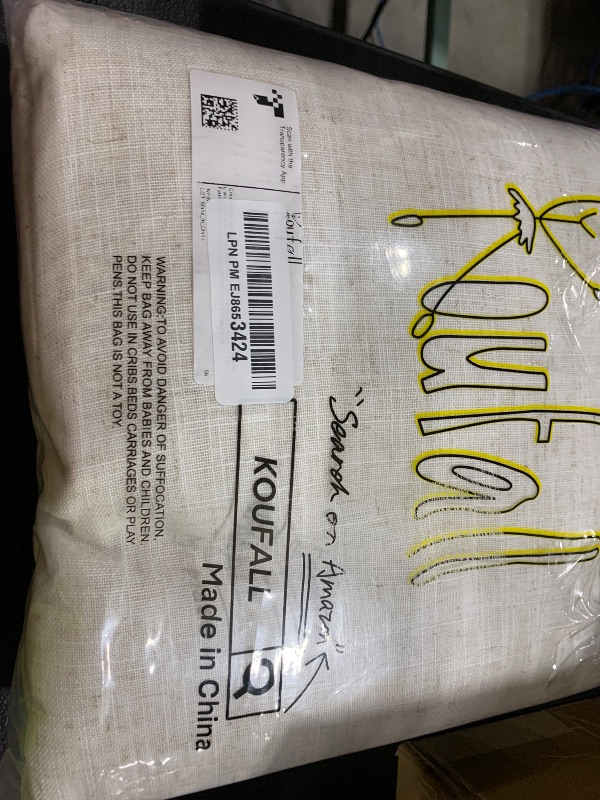 Koufall
Scan with the
Transparency App
Koufall
LPN PM EJ8653424
"Search on Amazon"
KOUFALL
Made in China
WARNING:TO AVOID DANGER OF SUFFOCATION,
KEEP BAG AWAY FROM BABIES AND CHILDREN.
DO NOT USE IN CRIBS,BEDS CARRIAGES OR PLAY
PENS.THIS BAG IS NOT A TOY